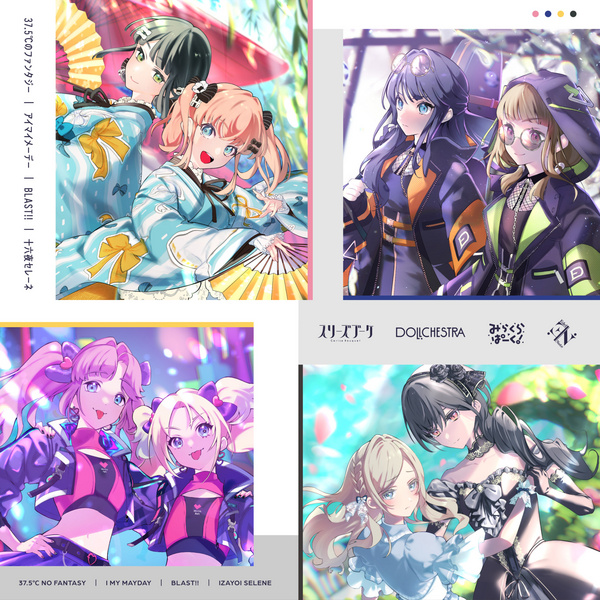 37.5℃のファンタジー | アイマイメーデー | BLAST!! | 十六夜セレーネ
スリーズブーケ DOLLCHESTRA みらくらぱーく!
Cerise Bouquet
37.5℃ NO FANTASY | I MY MAYDAY | BLAST!! | IZAYOI SELENE